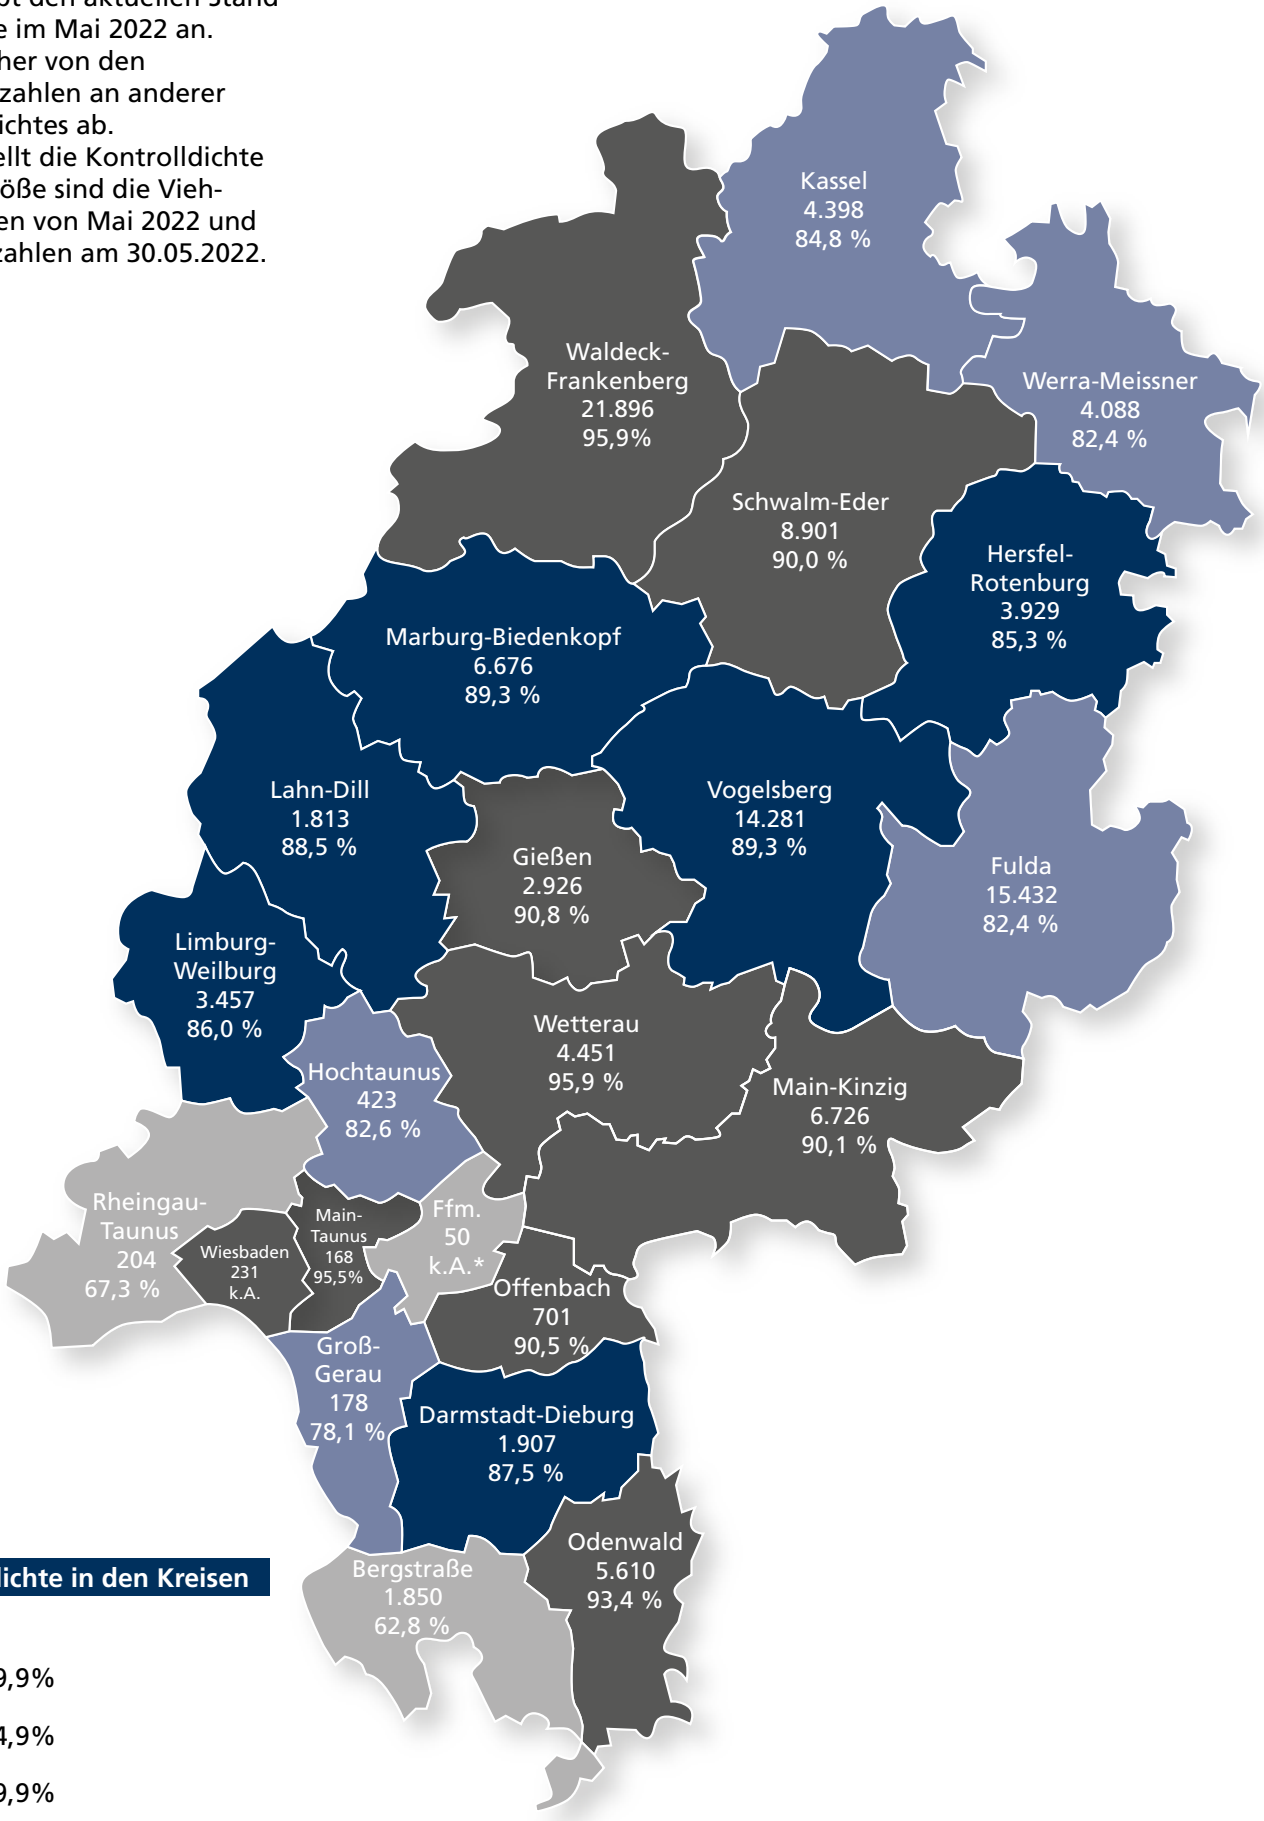 den aktuellen Stand
im Mai 2022 an.
von den
zahlen an anderer
ichtes ab.
ellt die Kontrolldichte
öße sind die Vieh-
en von Mai 2022 und
zahlen am 30.05.2022.
Kassel
4.398
84,8 %
Waldeck-
Frankenberg
21.896
95,9%
Werra-Meissner
4.088
82,4 %
Schwalm-Eder
8.901
90,0 %
Hersfel-
Rotenburg
3.929
85,3 %
Marburg-Biedenkopf
6.676
89,3 %
Lahn-Dill
1.813
88,5 %
Vogelsberg
14.281
89,3 %
Gießen
2.926
90,8 %
Fulda
15.432
82,4 %
Limburg-
Weilburg
3.457
86,0 %
Wetterau
4.451
95,9 %
Hochtaunus
423
82,6 %
Main-Kinzig
6.726
90,1 %
Rheingau-
Taunus
204
67,3 %
Wiesbaden
231
k.A.
Main-
Taunus
168
95,5%
Ffm.
50
k.A.*
Offenbach
701
90,5 %
Groß-
Gerau
178
78,1 %
Darmstadt-Dieburg
1.907
87,5 %
Odenwald
5.610
93,4 %
Bergstraße
1.850
62,8 %
ichte in den Kreisen
9,9%
4,9%
9,9%